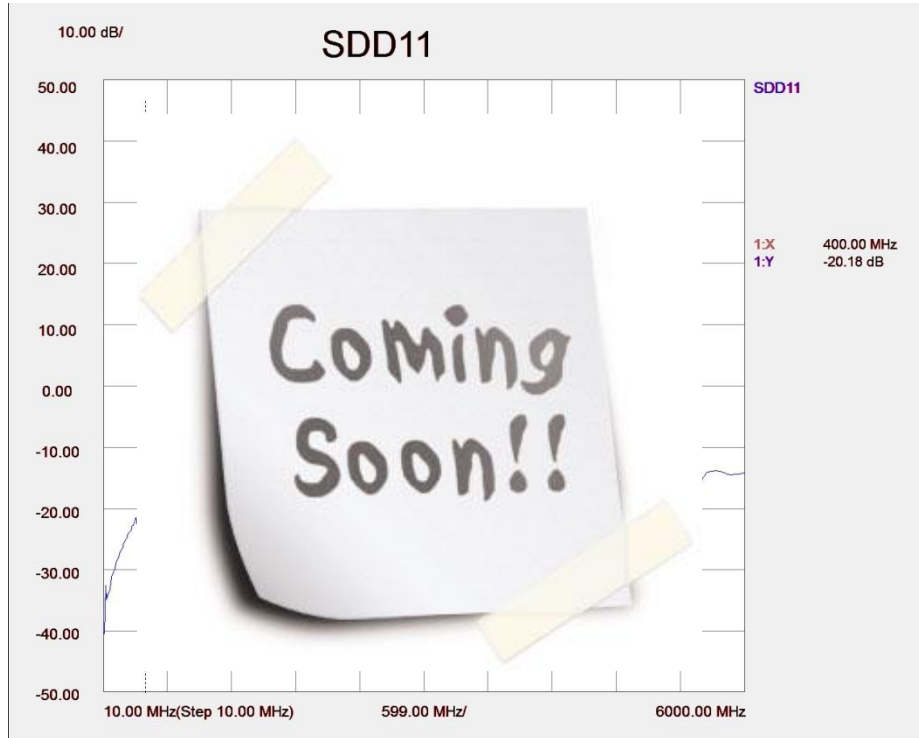 10.00 dB/
SDD11
50.00
SDD11
40.00
30.00
1:X 400.00 MHz
20.00
1:Y -20.18 dB
10.00
0.00
-10.00
-20.00
-30.00
-40.00
-50.00
Coming
Soon!!
10.00 MHz(Step 10.00 MHz) 599.00 MHz/ 6000.00 MHz